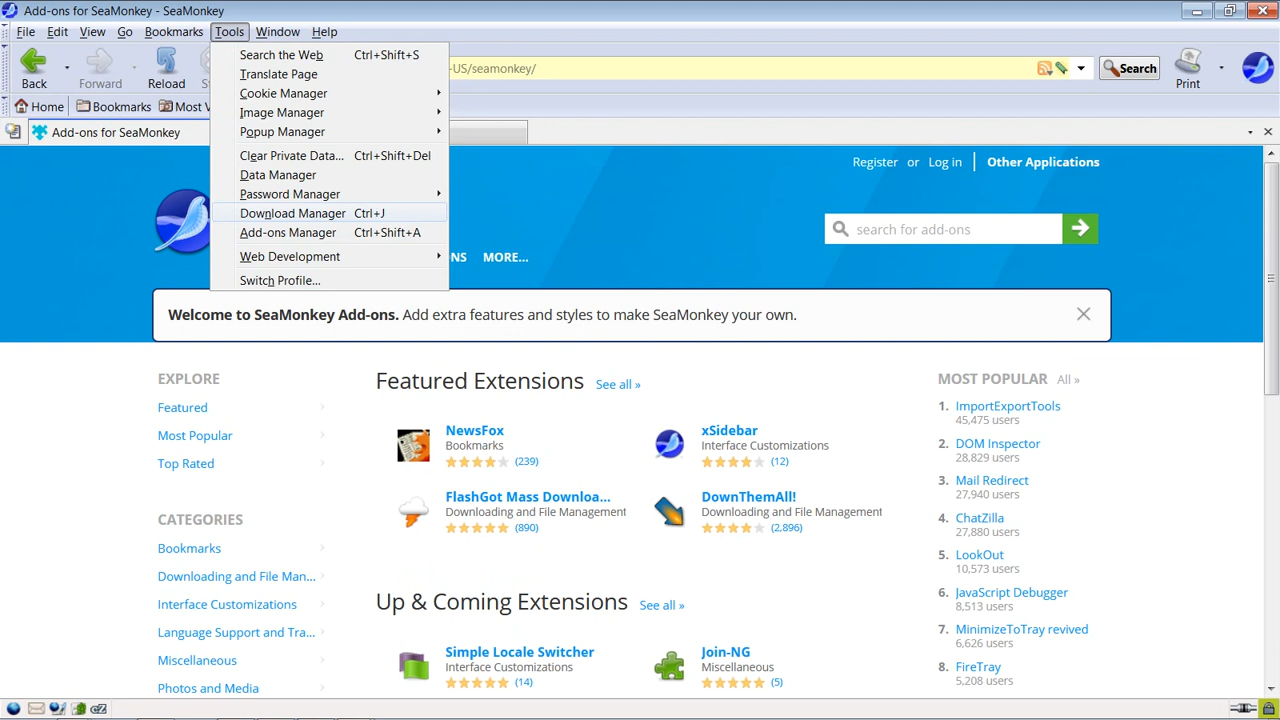 Add-ons for SeaMonkey - SeaMonkey
File Edit View Go Bookmarks Tools Window Help
Back Forward Reload
-US/seamonkey/
Search
Print
Home Bookmarks Most V
Add-ons for SeaMonkey
Search the Web Ctrl+Shift+S
Translate Page
Cookie Manager
Image Manager
Popup Manager
Clear Private Data... Ctrl+Shift+Del
Data Manager
Password Manager
Download Manager Ctrl+J
Add-ons Manager Ctrl+Shift+A
Web Development
Switch Profile...
Register or Log in Other Applications
search for add-ons
NS MORE...
Welcome to SeaMonkey Add-ons. Add extra features and styles to make SeaMonkey your own.
EXPLORE
Featured
Most Popular
Top Rated
CATEGORIES
Bookmarks
Downloading and File Man...
Interface Customizations
Language Support and Tra...
Miscellaneous
Photos and Media
Featured Extensions See all »
NewsFox
Bookmarks
(239)
xSidebar
Interface Customizations
(12)
FlashGot Mass Downloa...
Downloading and File Management
(890)
DownThemAll!
Downloading and File Management
(2,896)
Up & Coming Extensions See all »
Simple Locale Switcher
Interface Customizations
(14)
Join-NG
Miscellaneous
(5)
MOST POPULAR All »
1. ImportExportTools
45,475 users
2. DOM Inspector
28,829 users
3. Mail Redirect
27,940 users
4. ChatZilla
27,880 users
5. LookOut
10,573 users
6. JavaScript Debugger
8,513 users
7. MinimizeToTray revived
6,626 users
8. FireTray
5,208 users